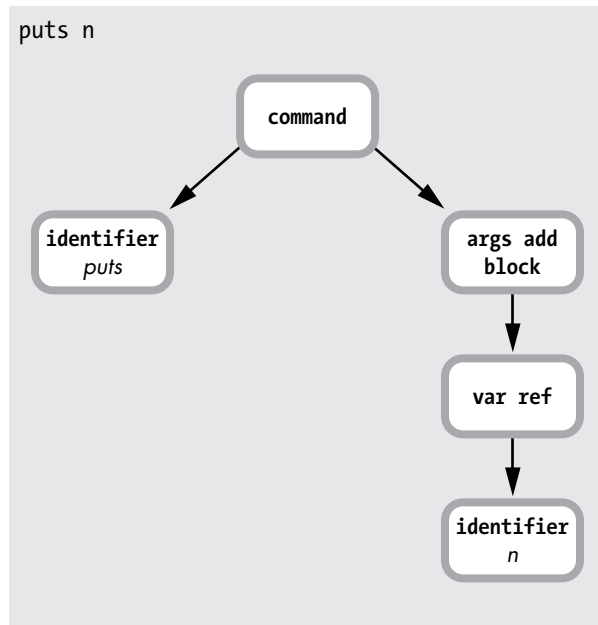 puts n
command
identifier
puts
args add
block
var ref
identifier
n